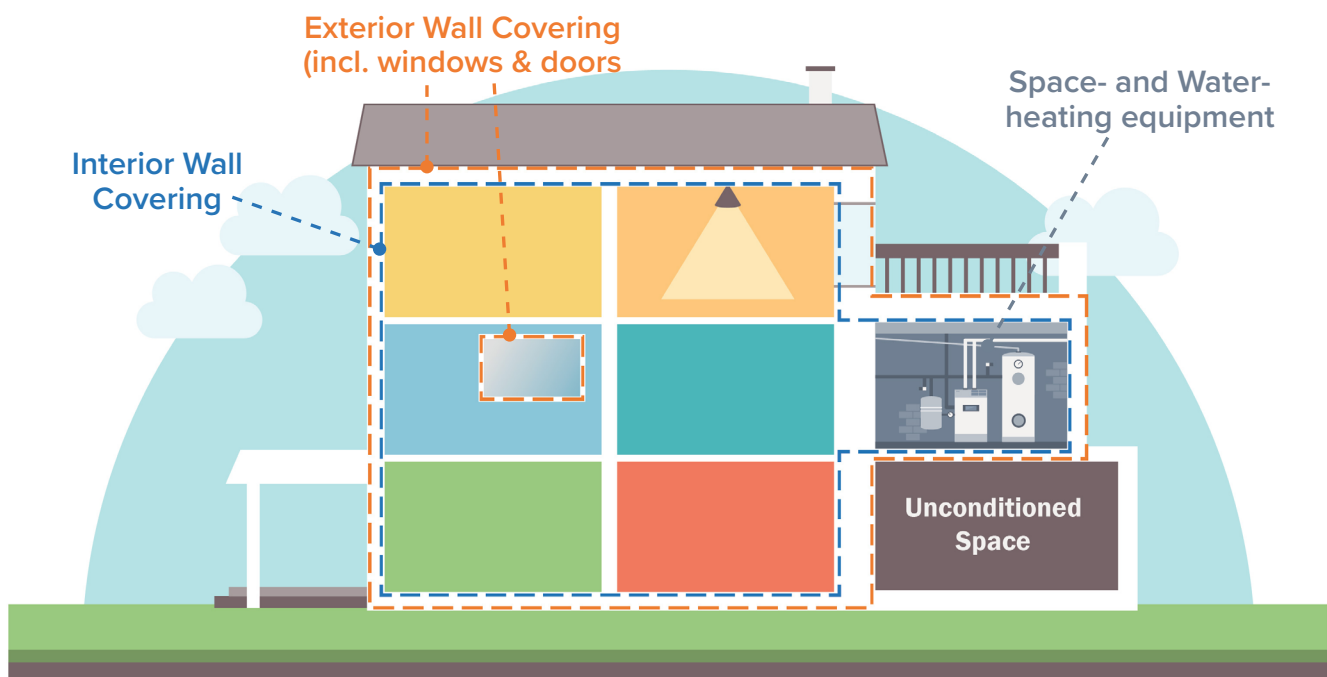 Exterior Wall Covering
(incl. windows & doors
Space- and Water-
heating equipment
Interior Wall
Covering
Unconditioned
Space